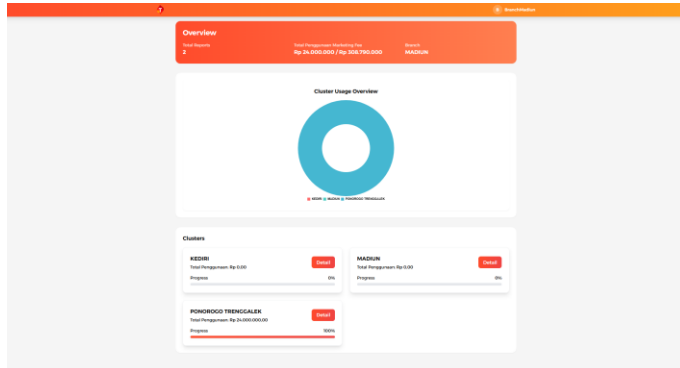 BranchMadiun
Overview
Total Reports
2
Total Penggunaan Marketing Fee
Rp 24.000.000 / Rp 308.790.000
Branch
MADIUN
Cluster Usage Overview
KEDIRI MADIUN PONOROGO TRENGGALEK
Clusters
KEDIRI
Total Penggunaan: Rp 0,00
Detail
Progress
0%
MADIUN
Total Penggunaan: Rp 0,00
Detail
Progress
0%
PONOROGO TRENGGALEK
Total Penggunaan: Rp 24.000.000,00
Detail
Progress
100%